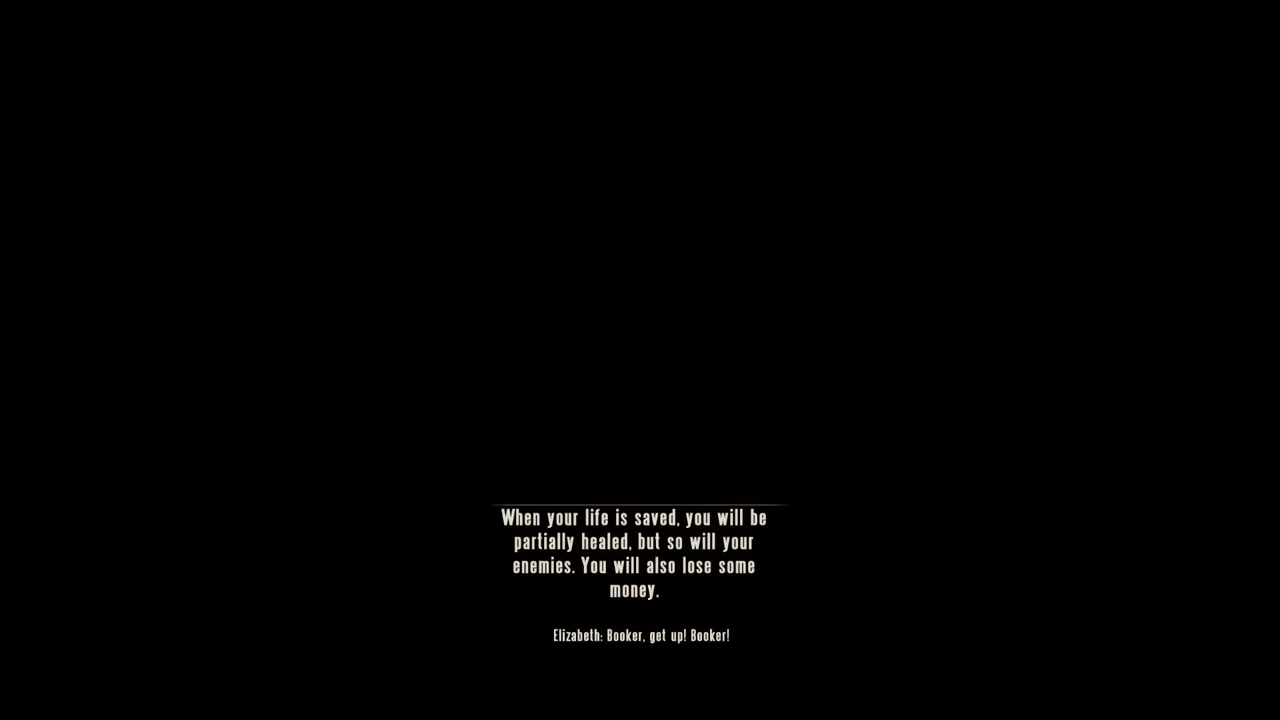 When your life is saved, you will be
partially healed, but so will your
enemies. You will also lose some
money.
Elizabeth: Booker, get up! Booker!